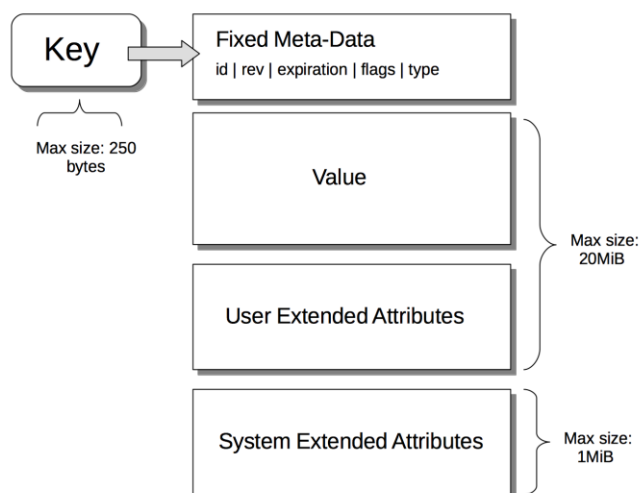 Key
Fixed Meta-Data
id | rev | expiration | flags | type
Max size: 250
bytes
Value
Max size:
20MiB
User Extended Attributes
System Extended Attributes
Max size:
1MiB